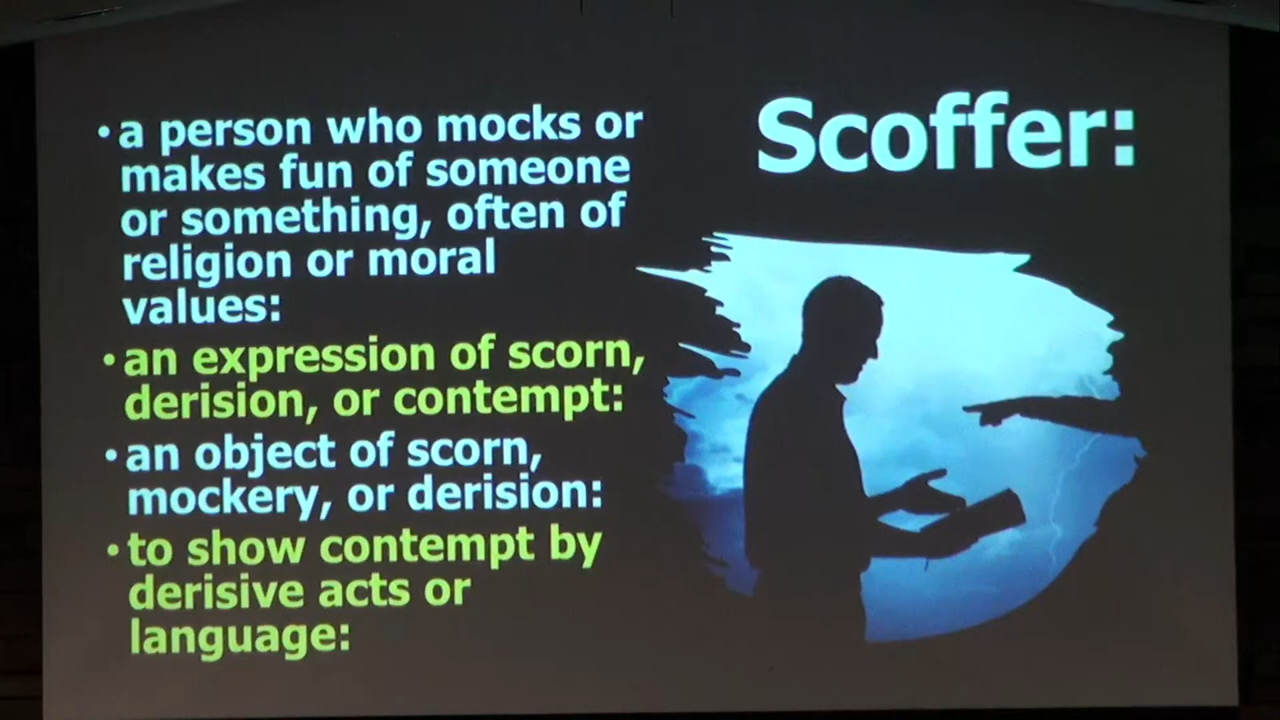 Scoffer:
•a person who mocks or
makes fun of someone
or something, often of
religion or moral
values:
•an expression of scorn,
derision, or contempt:
•an object of scorn,
mockery, or derision:
•to show contempt by
derisive acts or
language: